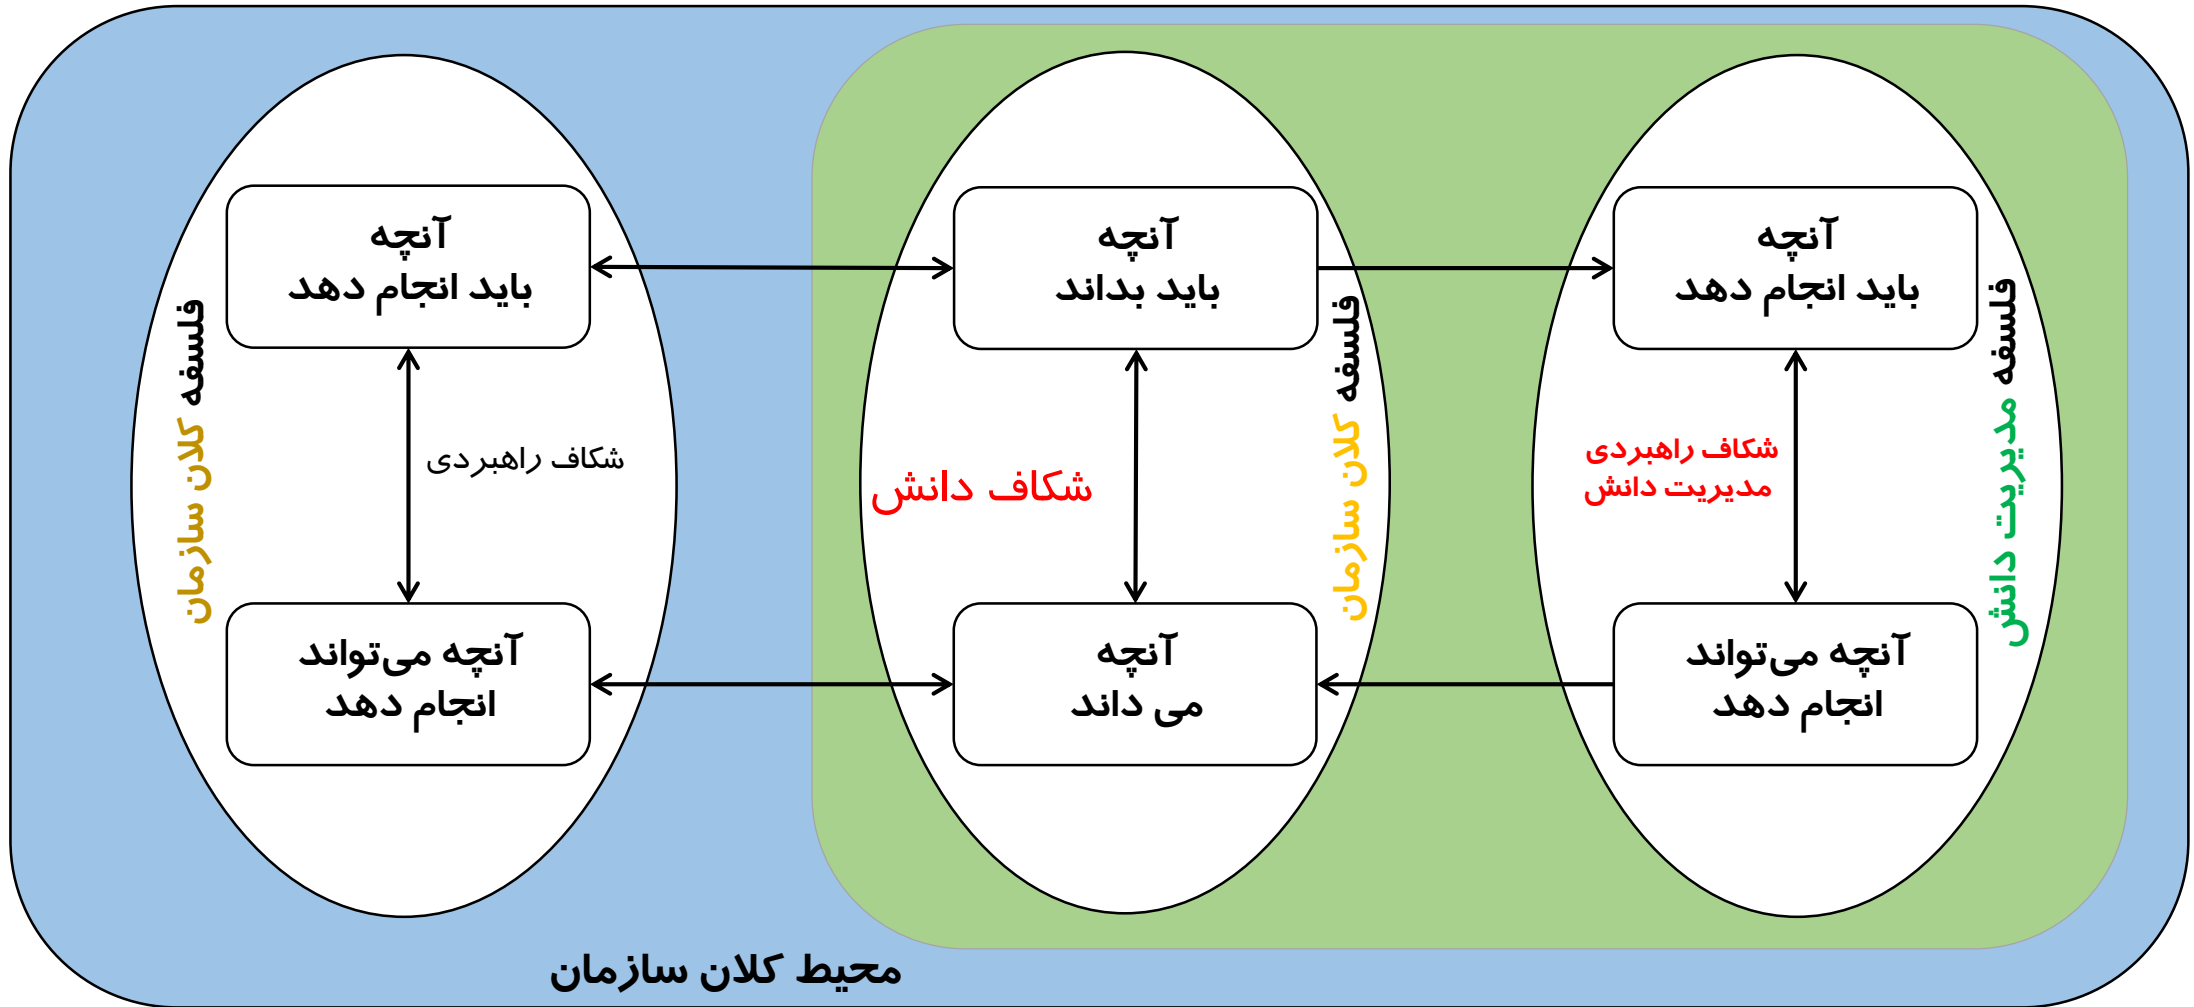 آنچه
باید انجام دهد
آنچه
باید بداند
آنچه
باید انجام دهد
فلسفه مدیریت دانش
شکاف راهبردی
مدیریت دانش
فلسفه کلان سازمان
شکاف دانش
شکاف راهبردی
فلسفه کلان سازمان
آنچه می‌تواند
انجام دهد
آنچه
می داند
آنچه می‌تواند
انجام دهد
محیط کلان سازمان